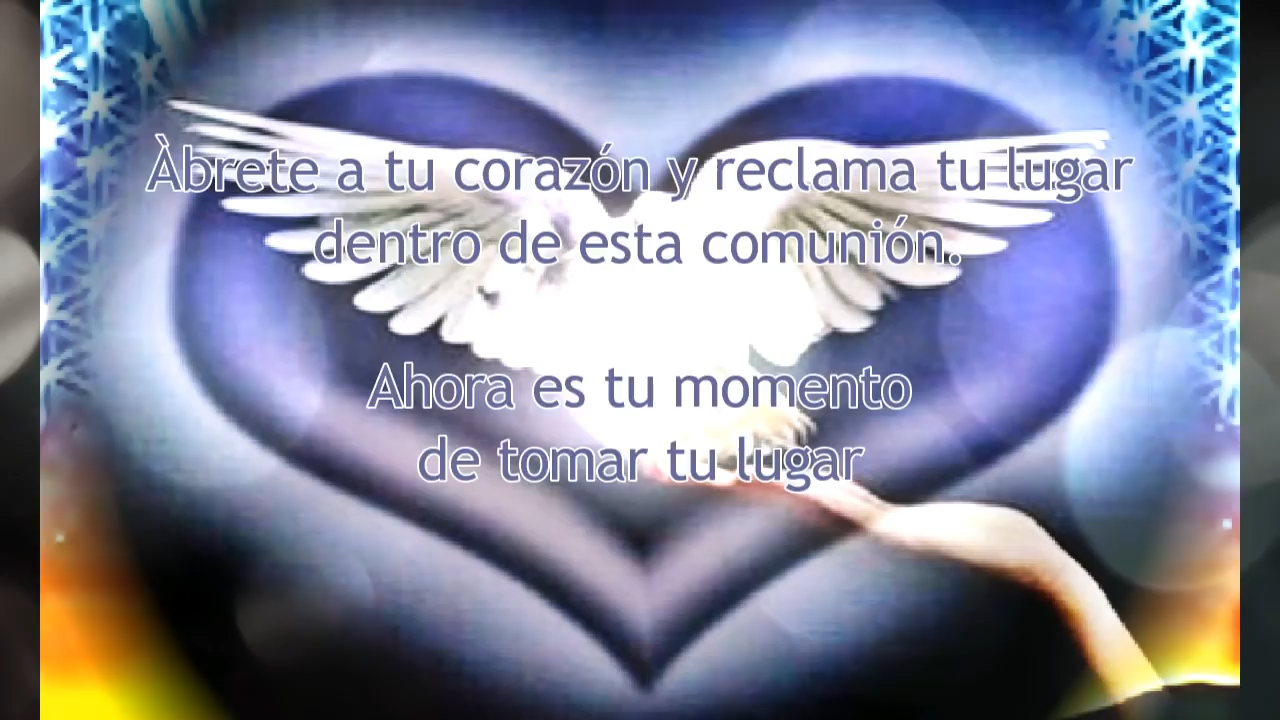 Àbrete a tu corazón y reclama tu lugar
dentro de esta comunión.
Ahora es tu momento
de tomar tu lugar